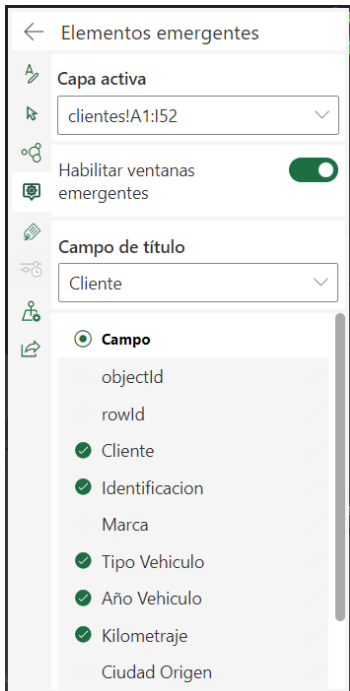 Elementos emergentes
Capa activa
clientes!A1:I52
Habilitar ventanas
emergentes
Campo de título
Cliente
Campo
objectId
rowId
Cliente
Identificacion
Marca
Tipo Vehiculo
Año Vehiculo
Kilometraje
Ciudad Origen